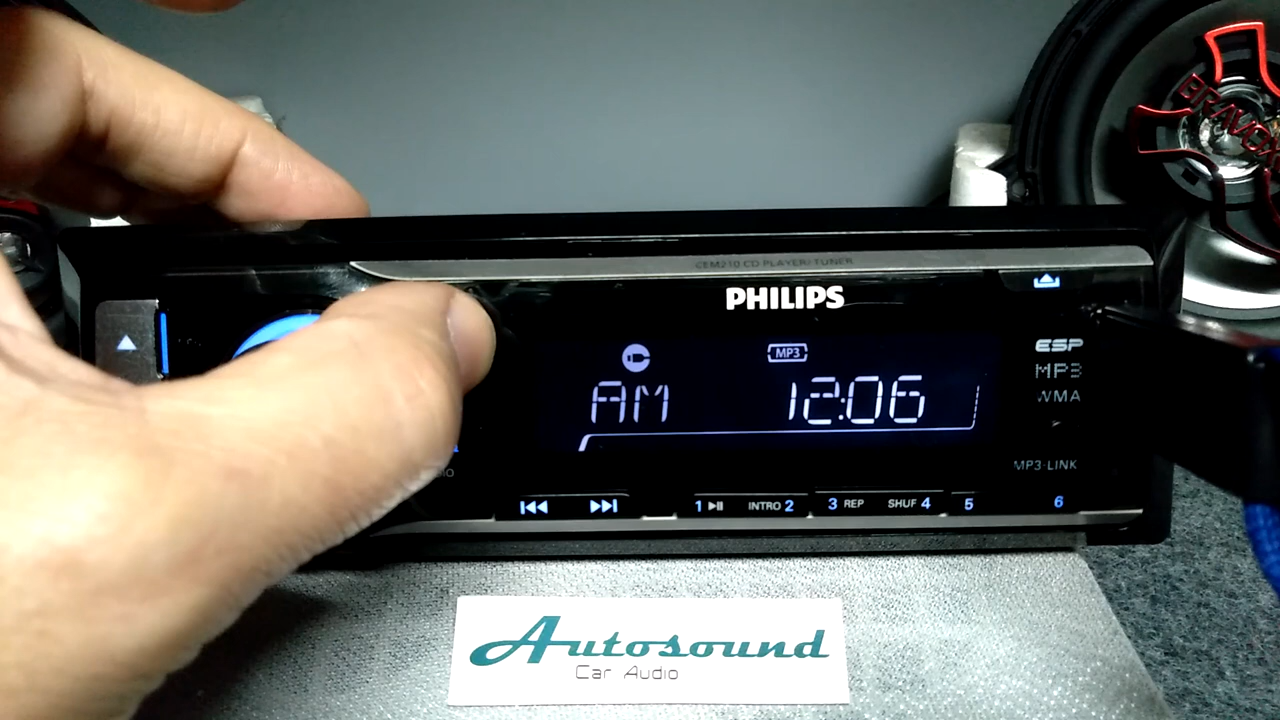 BRAVOX
CEM210 CD PLAYER/TUNER
PHILIPS
MP3
AM 12:06
ESP
MP3
WMA
MP3-LINK
1 INTRO 2 3 REP SHUF 4 5 6
Autosound
Car Audio